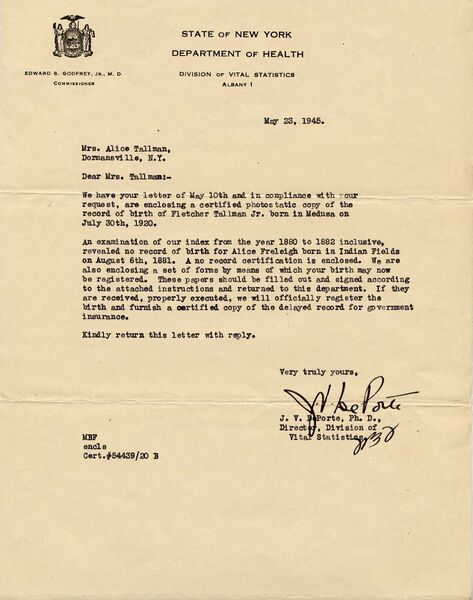 STATE OF NEW YORK
DEPARTMENT OF HEALTH
EDWARD S. GODFREY, JR., M. D.
COMMISSIONER
DIVISION OF VITAL STATISTICS
ALBANY 1
May 23, 1945.
Mrs. Alice Tallman,
Dormansville, N.Y.
Dear Mrs. Tallman:-
We have your letter of May 10th and in compliance with your
request, are enclosing a certified photostatic copy of the
record of birth of Fletcher Tallman Jr. born in Medusa on
July 30th, 1920.
An examination of our index from the year 1880 to 1882 inclusive,
revealed no record of birth for Alice Freleigh born in Indian Fields
on August 6th, 1881. A no record certification is enclosed. We are
also enclosing a set of forms by means of which your birth may now
be registered. These papers should be filled out and signed according
to the attached instructions and returned to this department. If they
are received, properly executed, we will officially register the
birth and furnish a certified copy of the delayed record for government
insurance.
Kindly return this letter with reply.
Very truly yours,
J V DePorte
J. V. DePorte, Ph. D.,
Director, Division of
Vital Statistics
MBF
encls
Cert.#54439/20 B